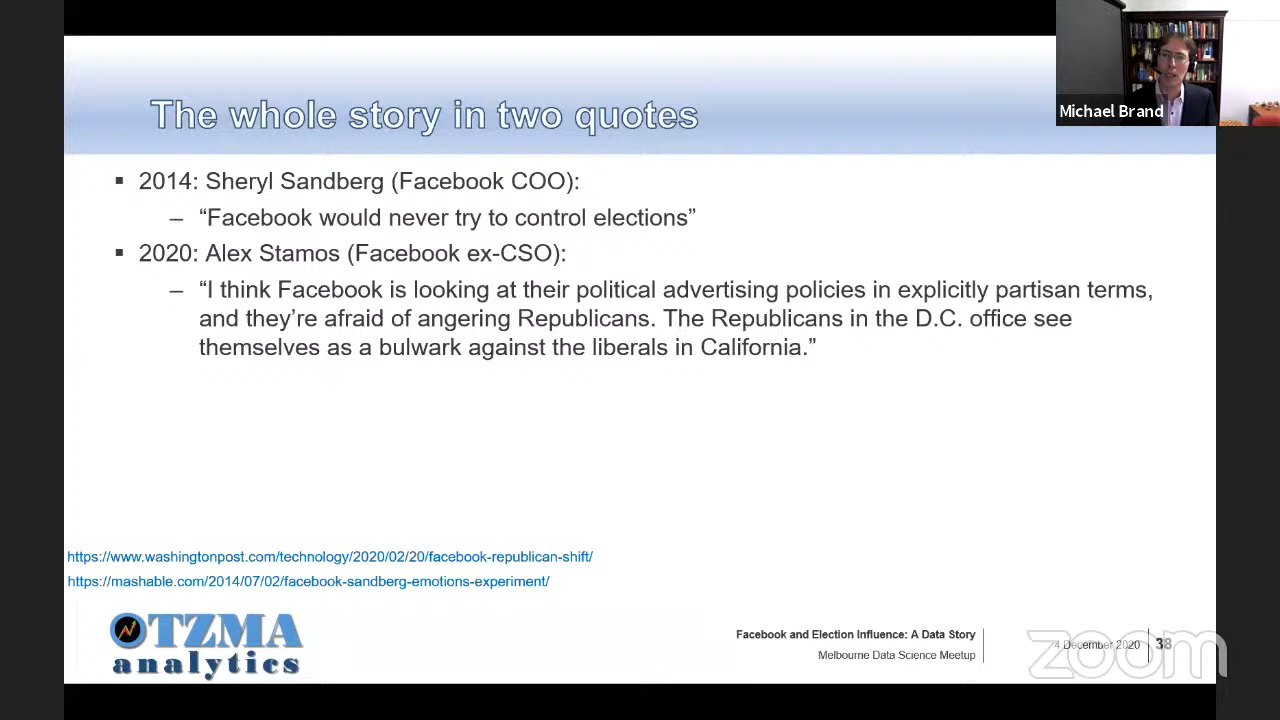 The whole story in two quotes
Michael Brand
▪ 2014: Sheryl Sandberg (Facebook COO):
– “Facebook would never try to control elections”
▪ 2020: Alex Stamos (Facebook ex-CSO):
– “I think Facebook is looking at their political advertising policies in explicitly partisan terms,
and they’re afraid of angering Republicans. The Republicans in the D.C. office see
themselves as a bulwark against the liberals in California.”
https://www.washingtonpost.com/technology/2020/02/20/facebook-republican-shift/
https://mashable.com/2014/07/02/facebook-sandberg-emotions-experiment/
OTZMA
analytics
Facebook and Election Influence: A Data Story
Melbourne Data Science Meetup
December 2020
38
zoom